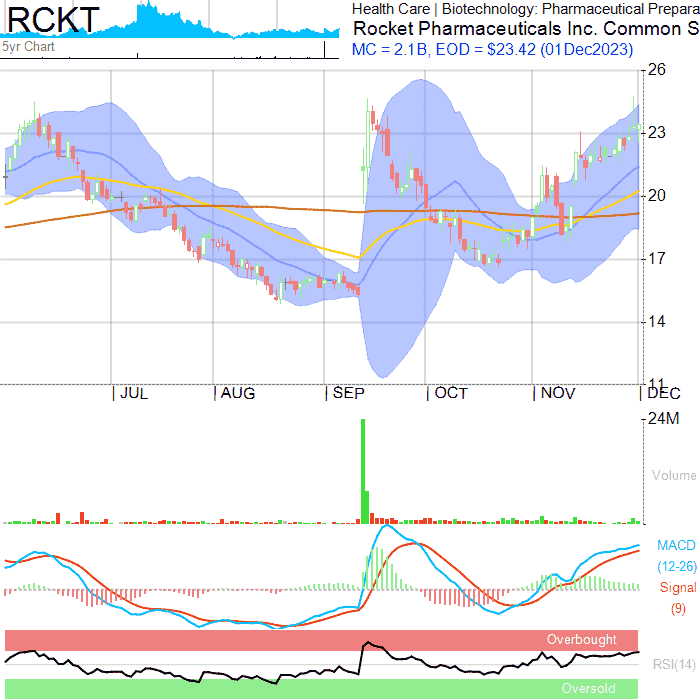 RCKT
5yr Chart
Health Care | Biotechnology: Pharmaceutical Prepara
Rocket Pharmaceuticals Inc. Common S
MC = 2.1B, EOD = $23.42 (01Dec2023)
26
23
20
17
14
11
JUL AUG SEP OCT NOV DEC
24M
Volume
MACD
(12-26)
Signal
(9)
Overbought
RSI(14)
Oversold